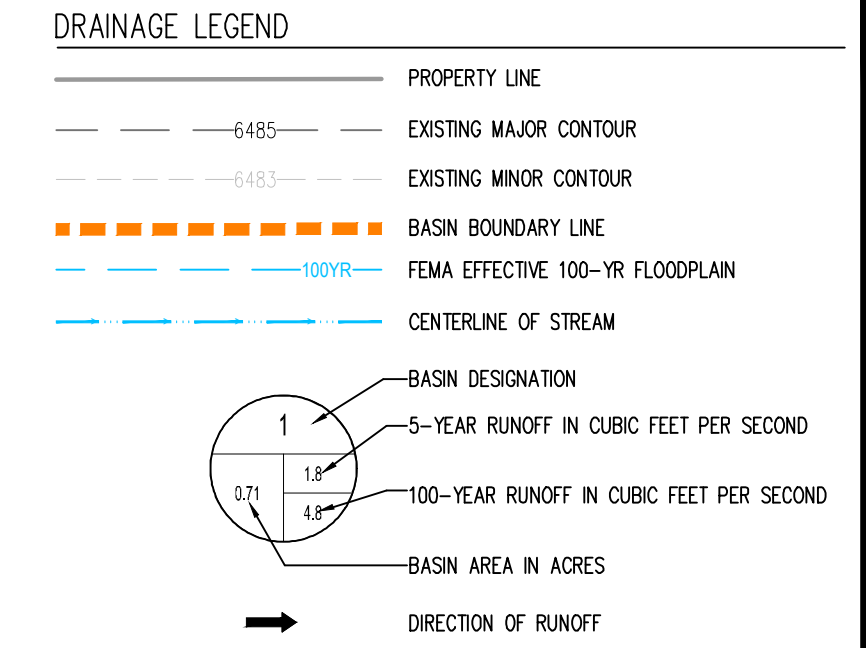 DRAINAGE LEGEND
PROPERTY LINE
6485 EXISTING MAJOR CONTOUR
6483 EXISTING MINOR CONTOUR
BASIN BOUNDARY LINE
100YR FEMA EFFECTIVE 100-YR FLOODPLAIN
CENTERLINE OF STREAM
BASIN DESIGNATION
1 5-YEAR RUNOFF IN CUBIC FEET PER SECOND
1.8
0.71 100-YEAR RUNOFF IN CUBIC FEET PER SECOND
4.8
BASIN AREA IN ACRES
DIRECTION OF RUNOFF